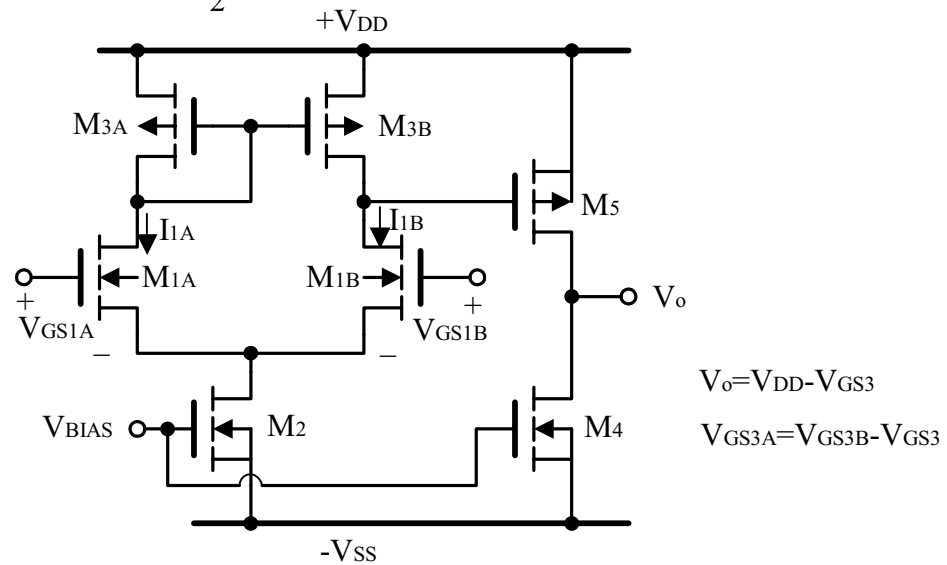 2
+VDD
M3A
M3B
M5
I1A
I1B
M1A
M1B
+
+
VGS1A
VGS1B
Vo
–
–
Vo=VDD-VGS3
VBIAS
M2
M4
VGS3A=VGS3B-VGS3
-VSS